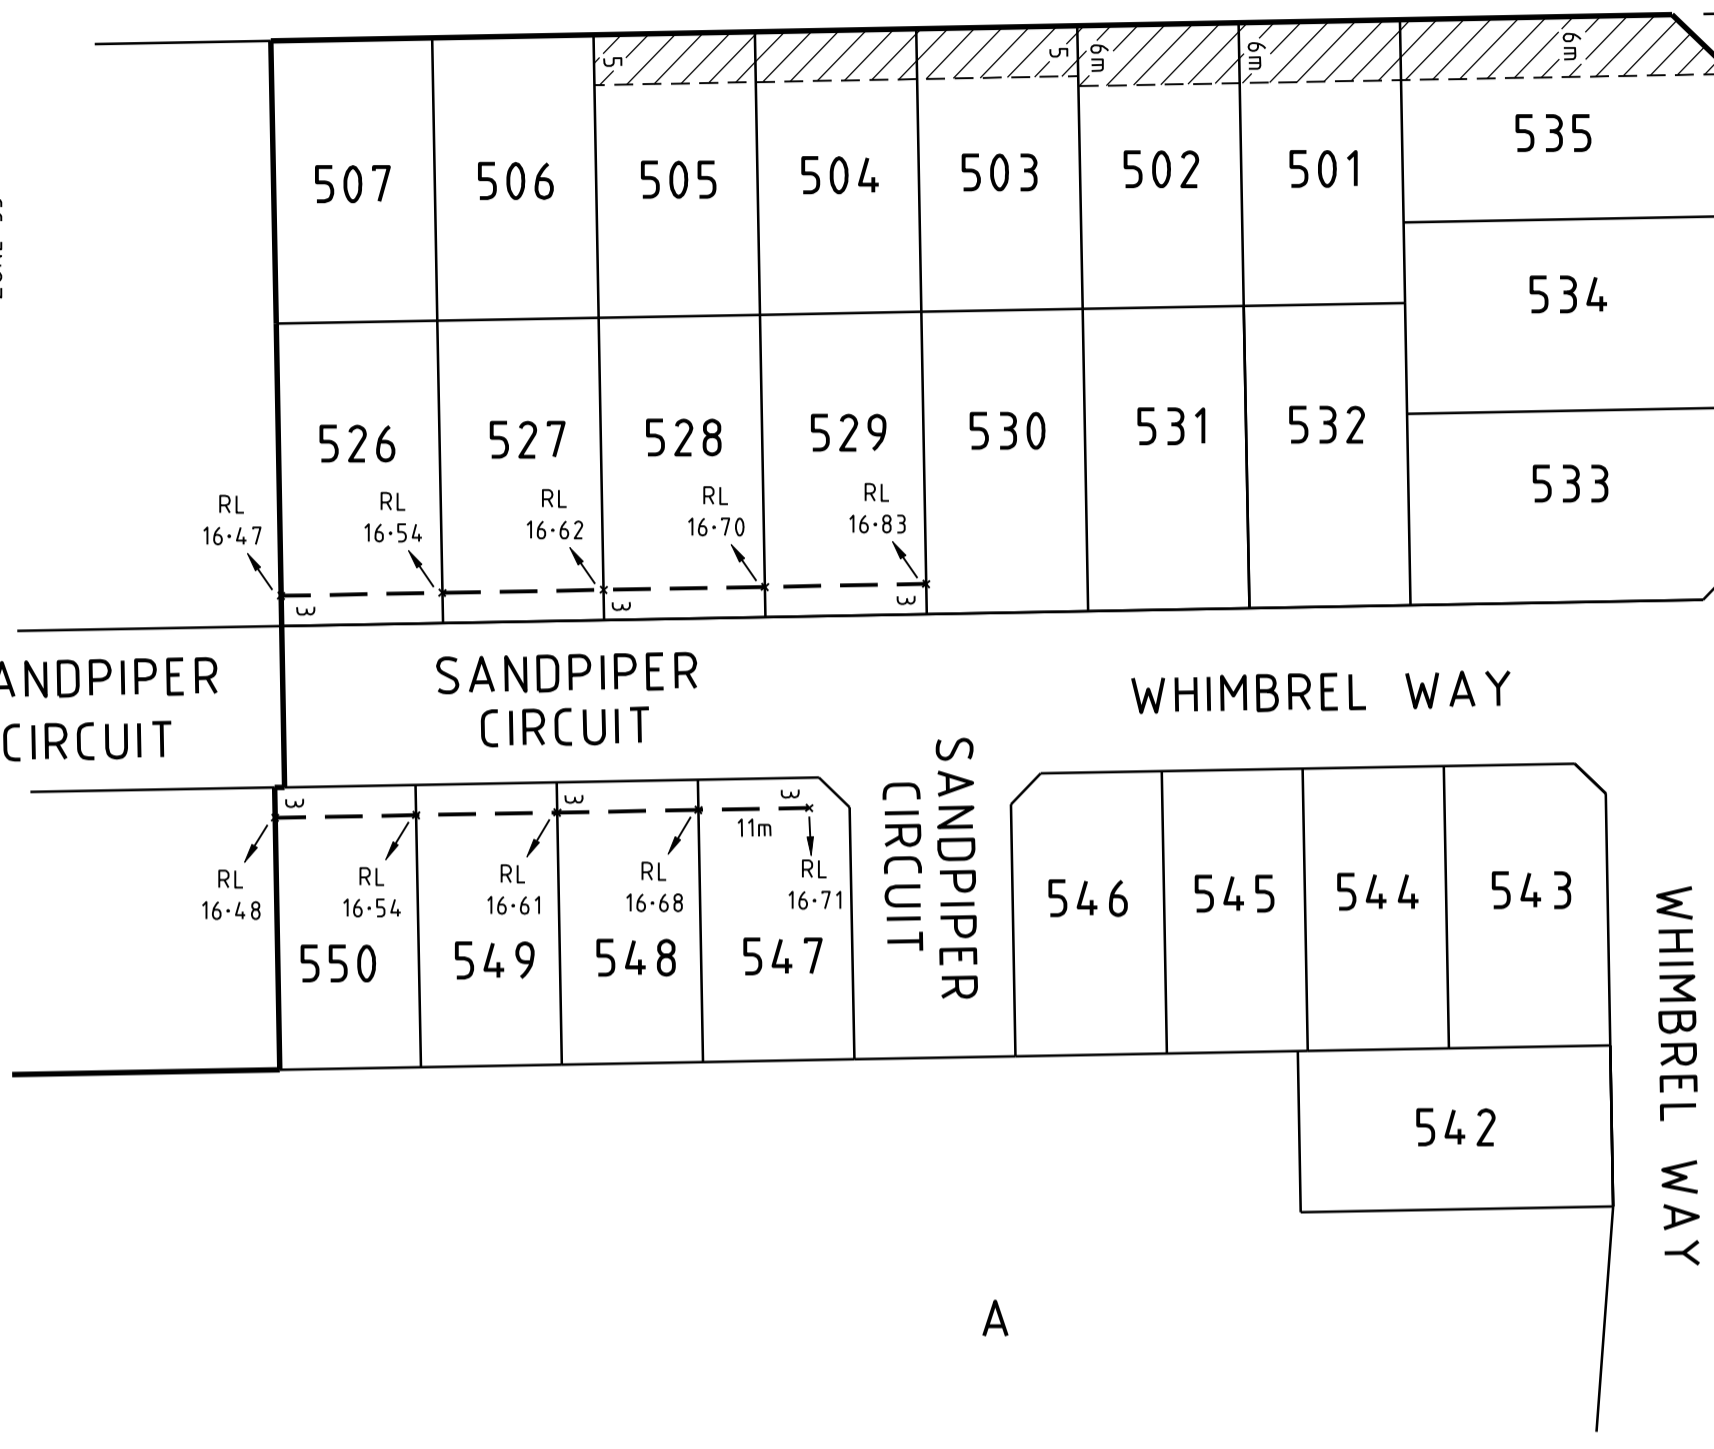 5
5
6m
6m
6m
507
506
505
504
503
502
501
535
534
533
526
527
528
529
530
531
532
RL
16·47
RL
16·54
RL
16·62
RL
16·70
RL
16·83
3
3
3
ANDPIPER
CIRCUIT
SANDPIPER
CIRCUIT
WHIMBREL WAY
SANDPIPER
CIRCUIT
3
3
3
11m
RL
16·48
RL
16·54
RL
16·61
RL
16·68
RL
16·71
550
549
548
547
546
545
544
543
WHIMBREL WAY
542
A